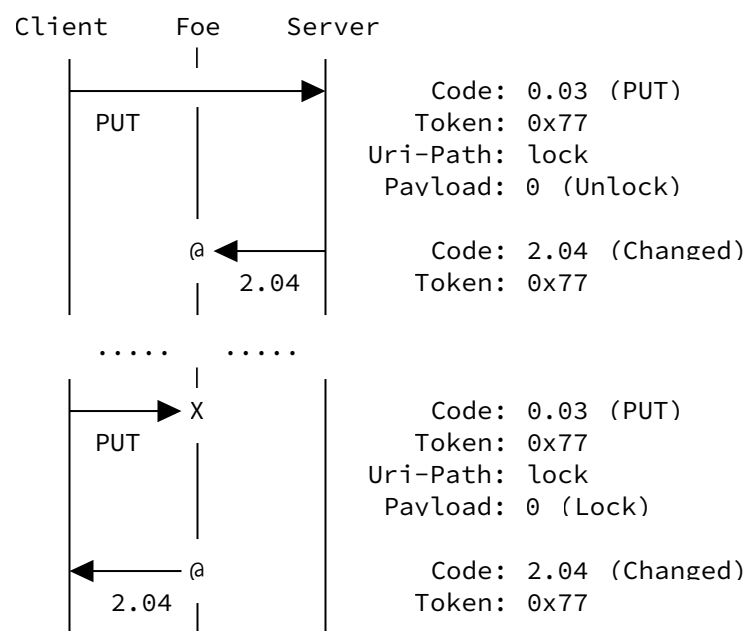 Client Foe Server
Code: 0.03 (PUT)
PUT Token: 0x77
Uri-Path: lock
Payload: 0 (Unlock)
@ Code: 2.04 (Changed)
2.04 Token: 0x77
..... .....
X Code: 0.03 (PUT)
PUT Token: 0x77
Uri-Path: lock
Payload: 0 (Lock)
@ Code: 2.04 (Changed)
2.04 Token: 0x77